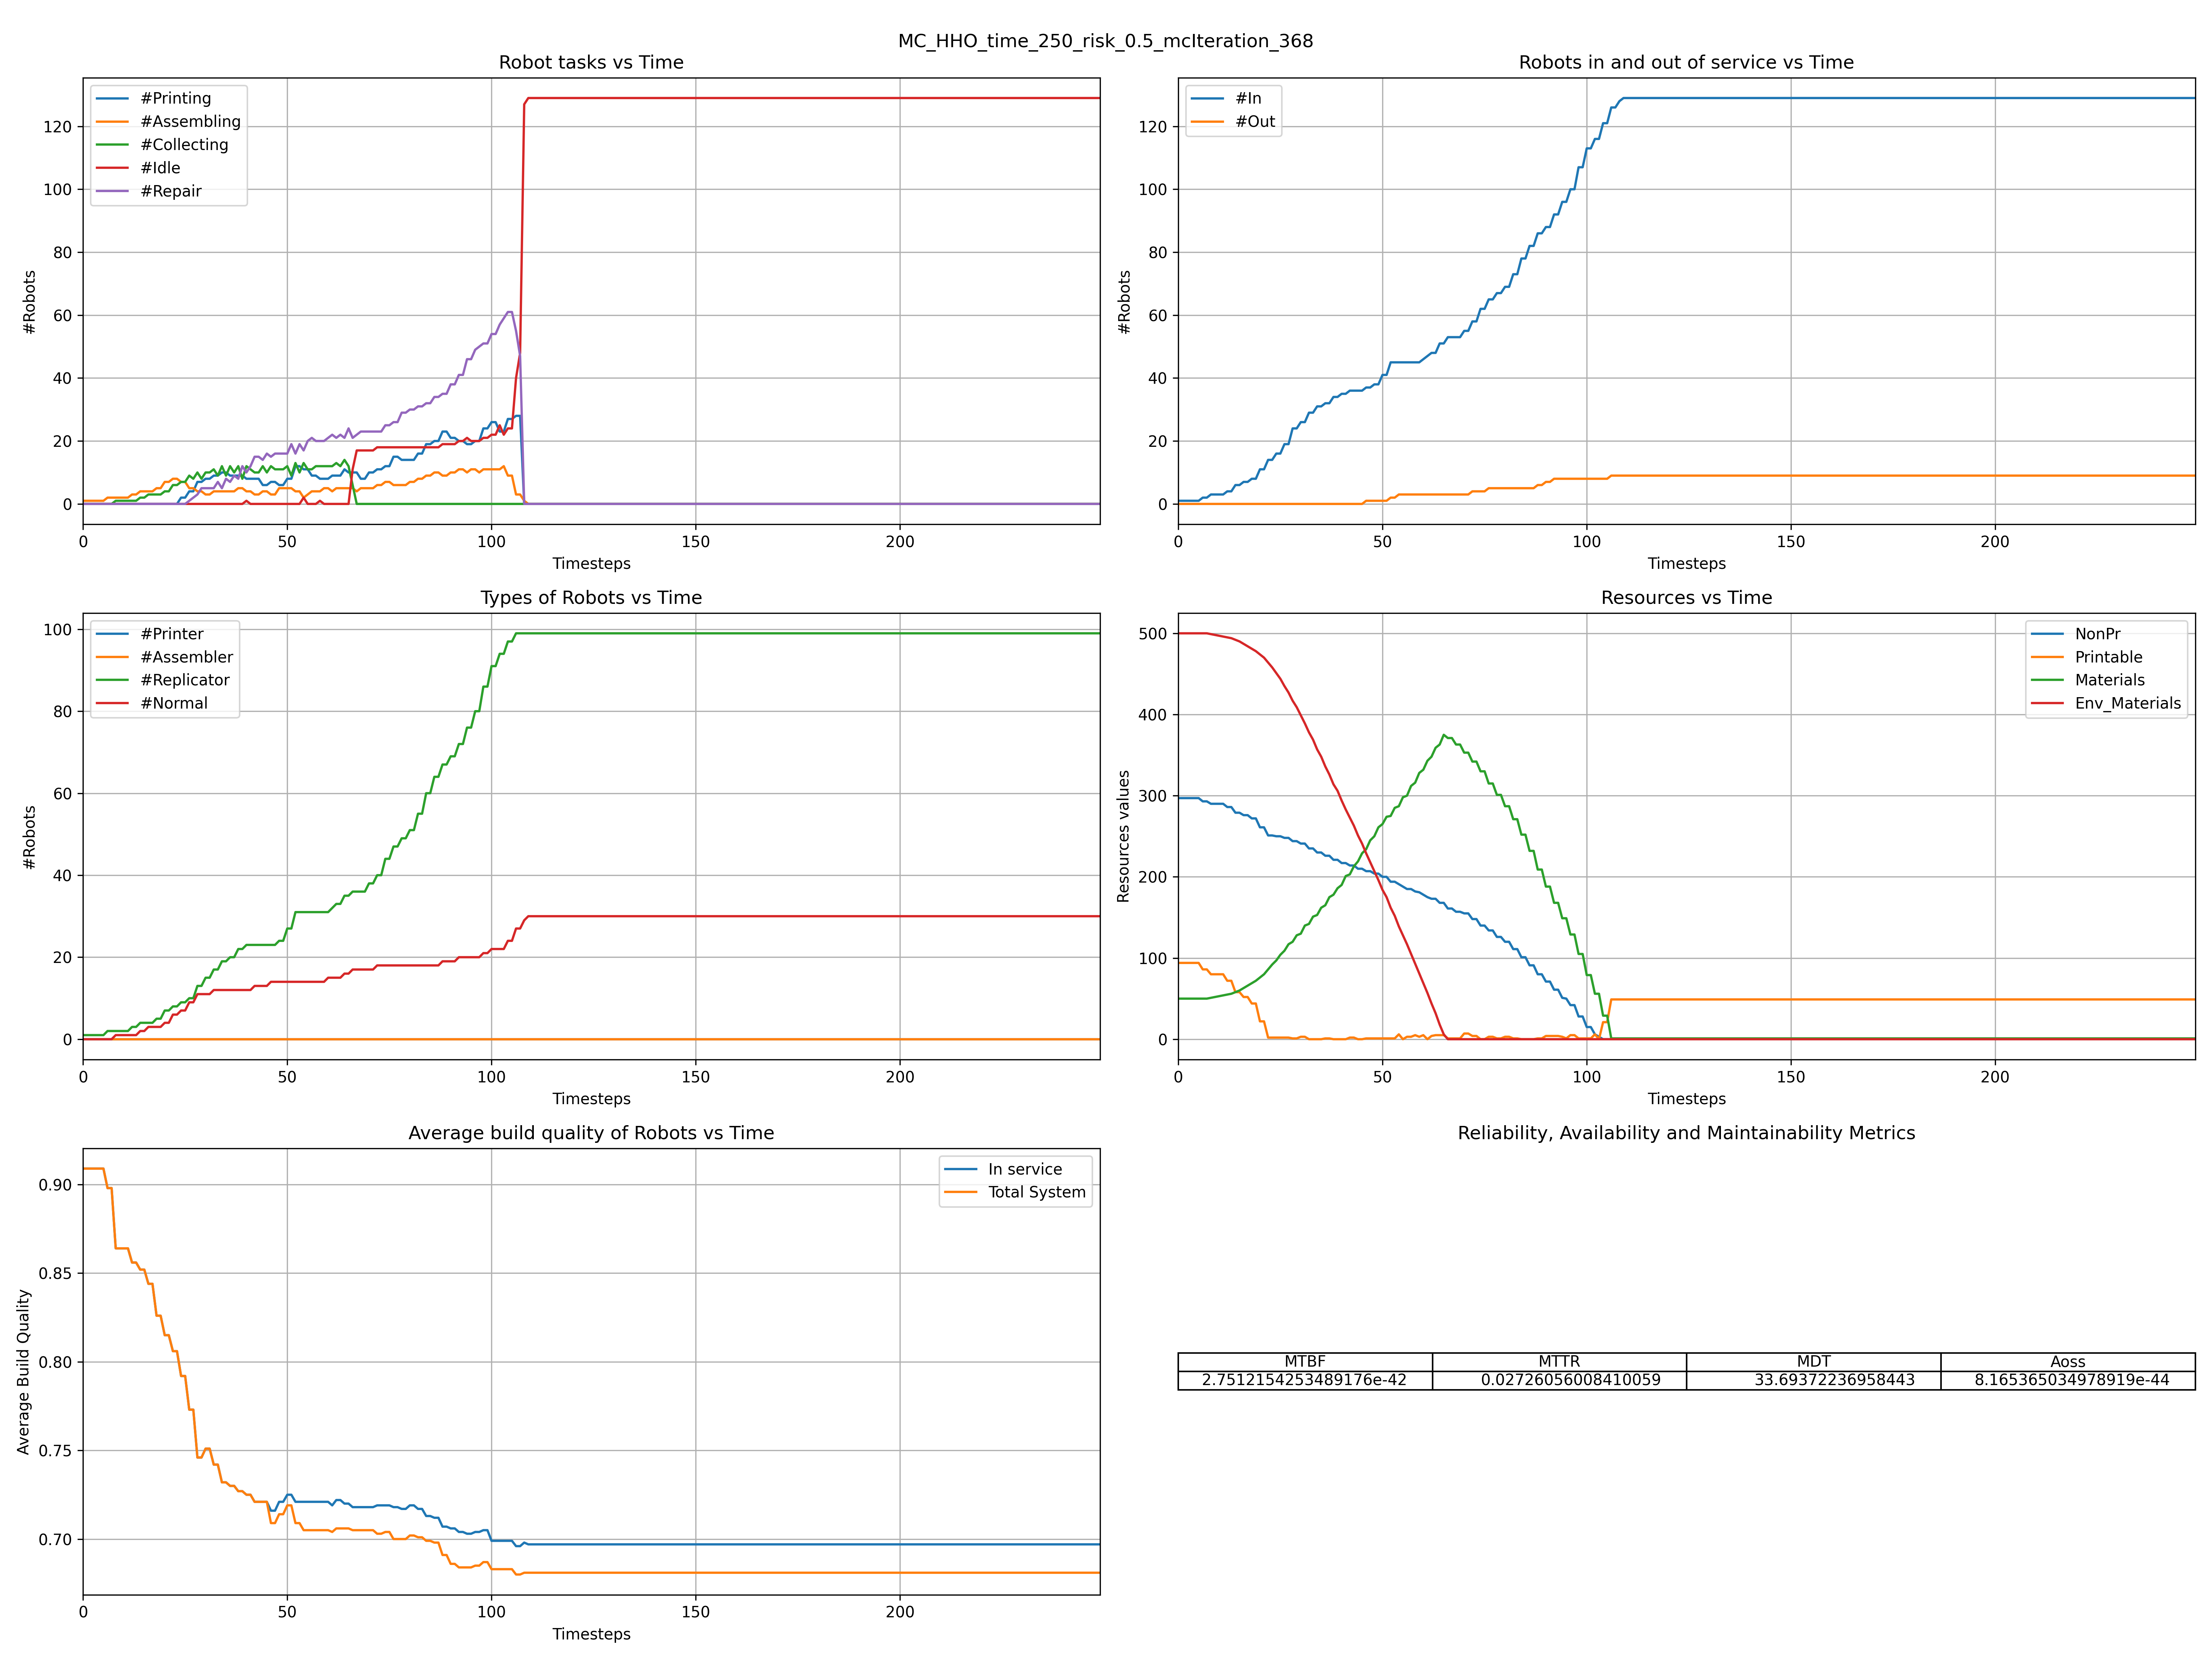 MC_HHO_time_250_risk_0.5_mcIteration_368
Robot tasks vs Time
#Printing
#Assembling
#Collecting
#Idle
#Repair
#Robots
120
100
80
60
40
20
0
0 50 100 150 200
Timesteps
Robots in and out of service vs Time
#In
#Out
#Robots
120
100
80
60
40
20
0
0 50 100 150 200
Timesteps
Types of Robots vs Time
#Printer
#Assembler
#Replicator
#Normal
#Robots
100
80
60
40
20
0
0 50 100 150 200
Timesteps
Resources vs Time
NonPr
Printable
Materials
Env_Materials
Resources values
500
400
300
200
100
0
0 50 100 150 200
Timesteps
Average build quality of Robots vs Time
In service
Total System
Average Build Quality
0.90
0.85
0.80
0.75
0.70
0 50 100 150 200
Timesteps
Reliability, Availability and Maintainability Metrics
MTBF MTTR MDT Aoss
2.7512154253489176e-42 0.02726056008410059 33.69372236958443 8.165365034978919e-44